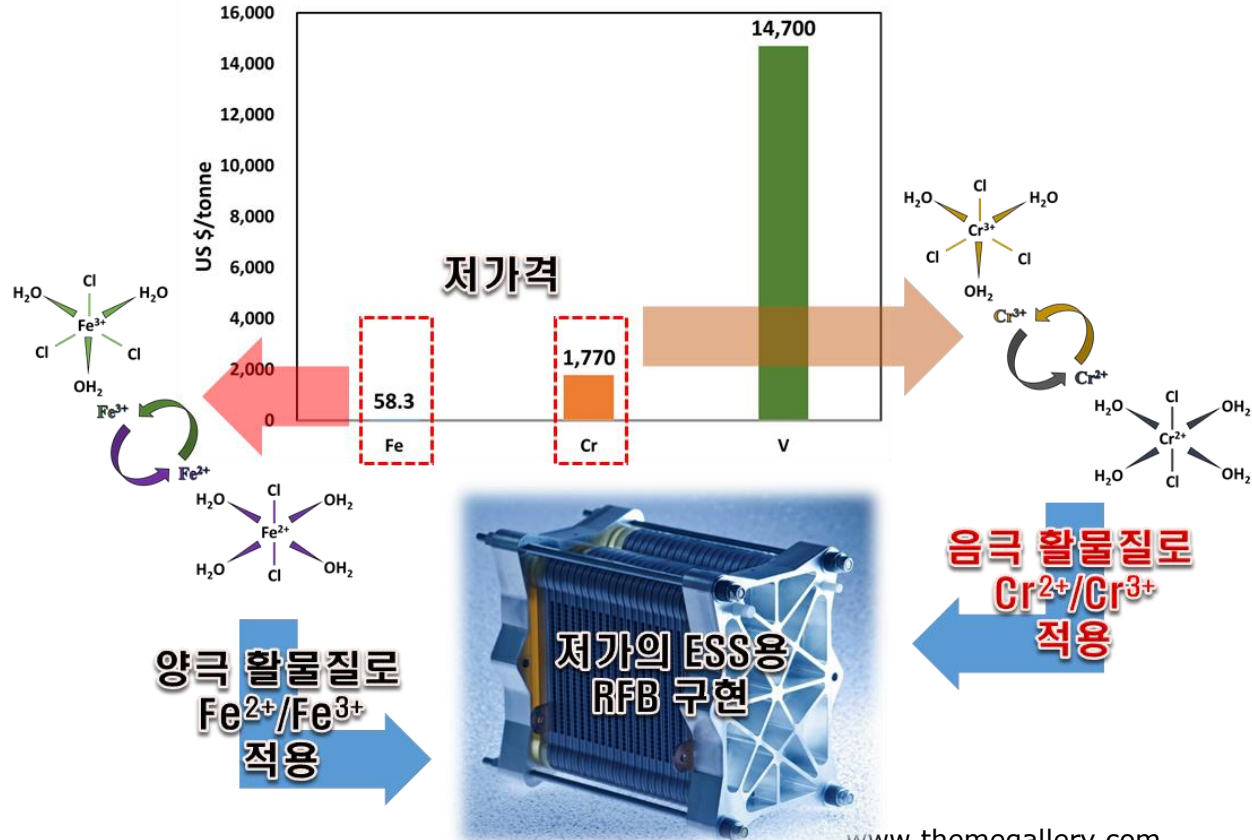 16,000
14,000
12,000
10,000
8,000
6,000
4,000
2,000
0
US $/tonne
14,700
1,770
58.3
Fe
Cr
V
저가격
Cl
H₂O
H₂O
Fe³⁺
Cl
Cl
OH₂
Fe³⁺
Fe²⁺
Cl
H₂O
OH₂
Fe²⁺
H₂O
OH₂
Cl
Cl
H₂O
H₂O
Cr³⁺
Cl
Cl
OH₂
Cr³⁺
Cr²⁺
Cl
H₂O
OH₂
Cr²⁺
H₂O
OH₂
Cl
양극 활물질로
Fe²⁺/Fe³⁺
적용
저가의 ESS용
RFB 구현
음극 활물질로
Cr²⁺/Cr³⁺
적용
www.themegallery.com